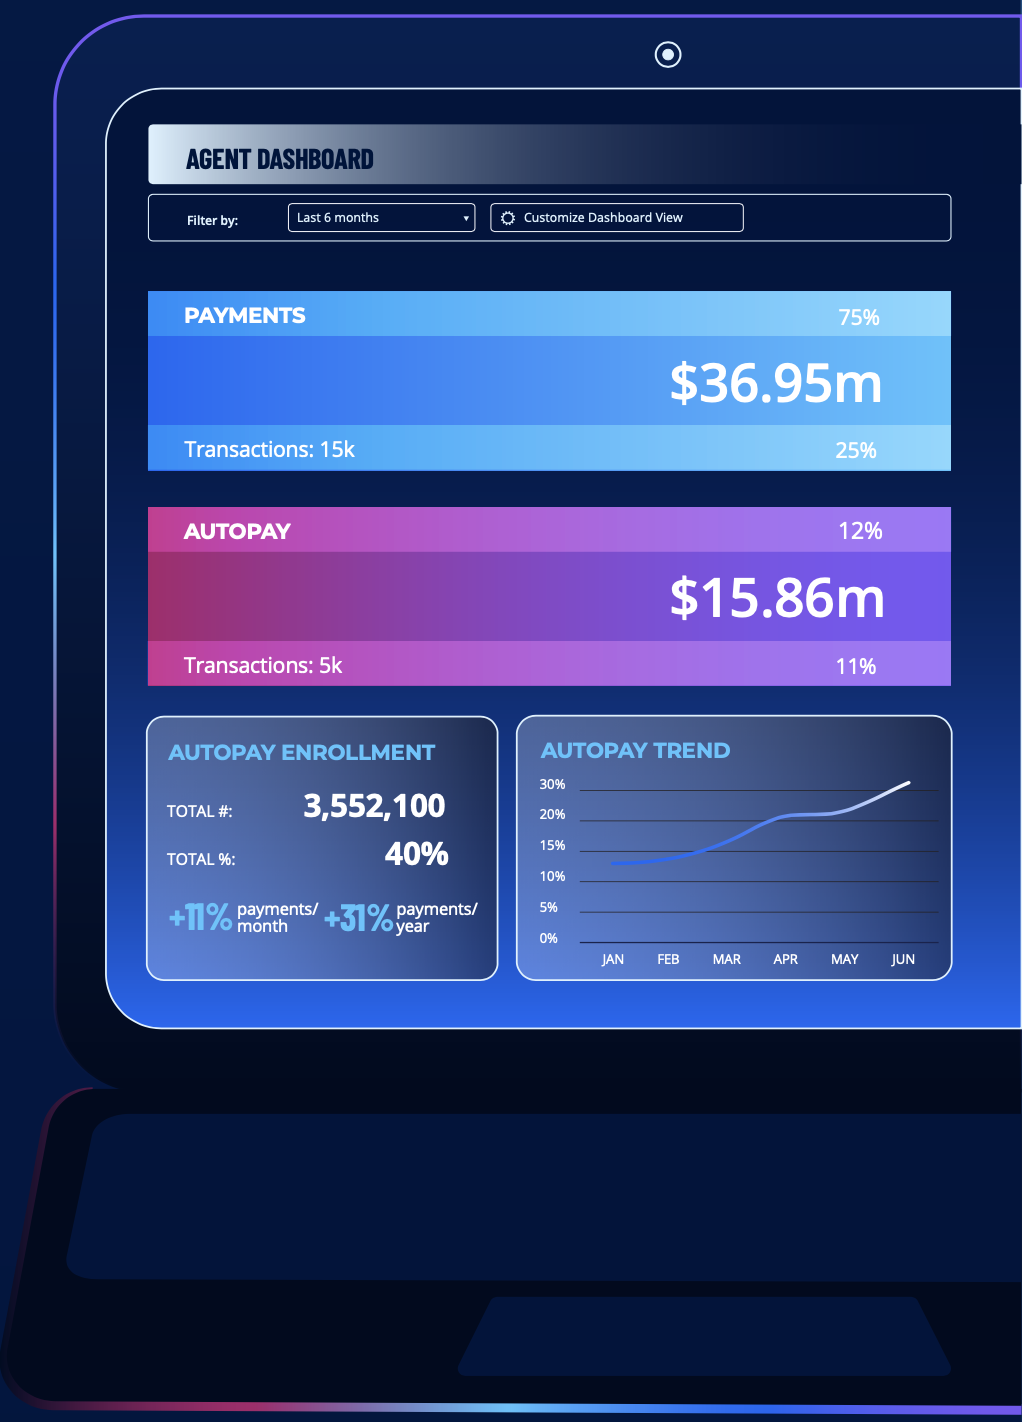 AGENT DASHBOARD
Filter by: Last 6 months ▾ Customize Dashboard View
PAYMENTS 75%
$36.95m
Transactions: 15k 25%
AUTOPAY 12%
$15.86m
Transactions: 5k 11%
AUTOPAY ENROLLMENT
TOTAL #: 3,552,100
TOTAL %: 40%
+11% payments/
month
+31% payments/
year
AUTOPAY TREND
30%
20%
15%
10%
5%
0%
JAN FEB MAR APR MAY JUN